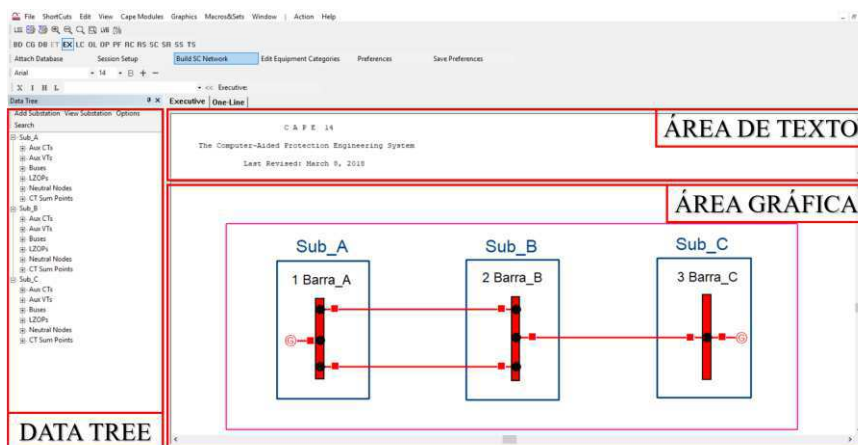 File ShortCuts Edit View Cape Modules Graphics Macros&Sets Window Action Help
BD CG DB ET EX LC OL OP PF RC RS SC SR SS TS
Attach Database Session Setup Build SC Network Edit Equipment Categories Preferences Save Preferences
Arial 14 B + −
X I H L << Executive:
Data Tree Executive One-Line
Add Substation View Substation Options
Search
Sub_A
Aux CTs
Aux VTs
Buses
LZOPs
Neutral Nodes
CT Sum Points
Sub_B
Aux CTs
Aux VTs
Buses
LZOPs
Neutral Nodes
CT Sum Points
Sub_C
Aux CTs
Aux VTs
Buses
LZOPs
Neutral Nodes
CT Sum Points
DATA TREE
C A P E 14
The Computer-Aided Protection Engineering System
Last Revised: March 8, 2018
ÁREA DE TEXTO
ÁREA GRÁFICA
Sub_A Sub_B Sub_C
1 Barra_A 2 Barra_B 3 Barra_C
G G